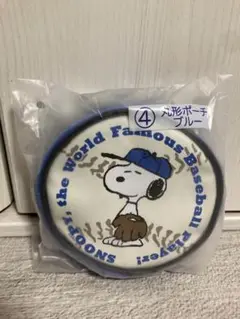 ④
丸形ポーチ
ブルー
SNOOPY's the World Famous Baseball Player!